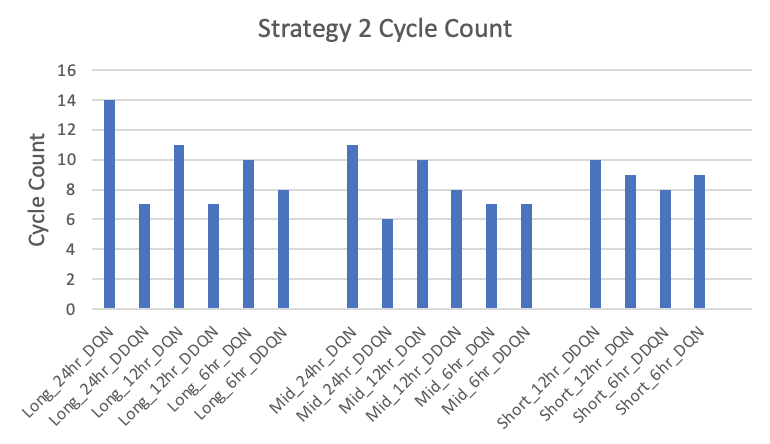 Strategy 2 Cycle Count
Cycle Count
16
14
12
10
8
6
4
2
0
Long_24hr_DQN
Long_24hr_DDQN
Long_12hr_DQN
Long_12hr_DDQN
Long_6hr_DQN
Long_6hr_DDQN
Mid_24hr_DQN
Mid_24hr_DDQN
Mid_12hr_DQN
Mid_12hr_DDQN
Mid_6hr_DQN
Mid_6hr_DDQN
Short_12hr_DDQN
Short_12hr_DQN
Short_6hr_DDQN
Short_6hr_DQN